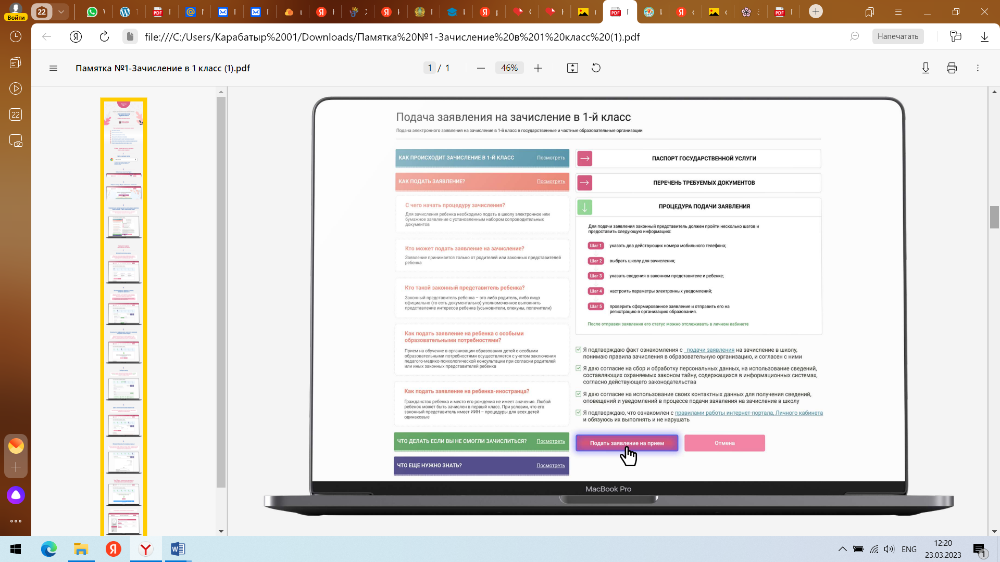 Войти
22
file:///C:/Users/Карабатыр%2001/Downloads/Памятка%20№1-Зачисление%20в%201%20класс%20(1).pdf
Напечатать
Памятка №1-Зачисление в 1 класс (1).pdf
1 / 1
46%
22
Подача заявления на зачисление в 1-й класс
Подача электронного заявления на зачисление в 1-й класс в государственные и частные образовательные организации
КАК ПРОИСХОДИТ ЗАЧИСЛЕНИЕ В 1-Й КЛАСС Посмотреть
КАК ПОДАТЬ ЗАЯВЛЕНИЕ? Посмотреть
С чего начать процедуру зачисления?
Для зачисления ребенка необходимо подать в школу электронное или
бумажное заявление с установленным набором сопроводительных
документов
Кто может подать заявление на зачисление?
Заявление принимается только от родителей или законных представителей
ребенка
Кто такой законный представитель ребенка?
Законный представитель ребенка – это либо родитель, либо лицо
официально (то есть документально) уполномоченное выполнять
представление интересов ребенка (усыновители, опекуны, попечители)
Как подать заявление на ребенка с особыми
образовательными потребностями?
Прием на обучение в организации образования детей с особыми
образовательными потребностями осуществляется с учетом заключения
педагого-медико-психологической консультации при согласии родителей
или иных законных представителей ребенка
Как подать заявление на ребенка-иностранца?
Гражданство ребенка и место его рождения не имеет значения. Любой
ребенок может быть зачислен в первый класс. При условии, что его
законный представитель имеет ИИН – процедуры для всех детей
одинаковые
ЧТО ДЕЛАТЬ ЕСЛИ ВЫ НЕ СМОГЛИ ЗАЧИСЛИТЬСЯ? Посмотреть
ЧТО ЕЩЕ НУЖНО ЗНАТЬ? Посмотреть
ПАСПОРТ ГОСУДАРСТВЕННОЙ УСЛУГИ
ПЕРЕЧЕНЬ ТРЕБУЕМЫХ ДОКУМЕНТОВ
ПРОЦЕДУРА ПОДАЧИ ЗАЯВЛЕНИЯ
Для подачи заявления законный представитель должен пройти несколько шагов и
предоставить следующую информацию:
Шаг 1 указать два действующих номера мобильного телефона;
Шаг 2 выбрать школу для зачисления;
Шаг 3 указать сведения о законном представителе и ребенке;
Шаг 4 настроить параметры электронных уведомлений;
Шаг 5 проверить сформированное заявление и отправить его на
регистрацию в организацию образования.
После отправки заявления его статус можно отслеживать в личном кабинете
Я подтверждаю факт ознакомления с подачи заявления на зачисление в школу,
понимаю правила зачисления в образовательную организацию, и согласен с ними
Я даю согласие на сбор и обработку персональных данных, на использование сведений,
составляющих охраняемых законом тайну, содержащихся в информационных системах,
согласно действующего законодательства
Я даю согласие на использование своих контактных данных для получения сведений,
оповещений и уведомлений в процессе подачи заявления на зачисление в школу
Я подтверждаю, что ознакомлен с правилами работы интернет-портала, Личного кабинета
и обязуюсь их выполнять и не нарушать
Подать заявление на прием
Отмена
MacBook Pro
ENG
12:20
23.03.2023
1